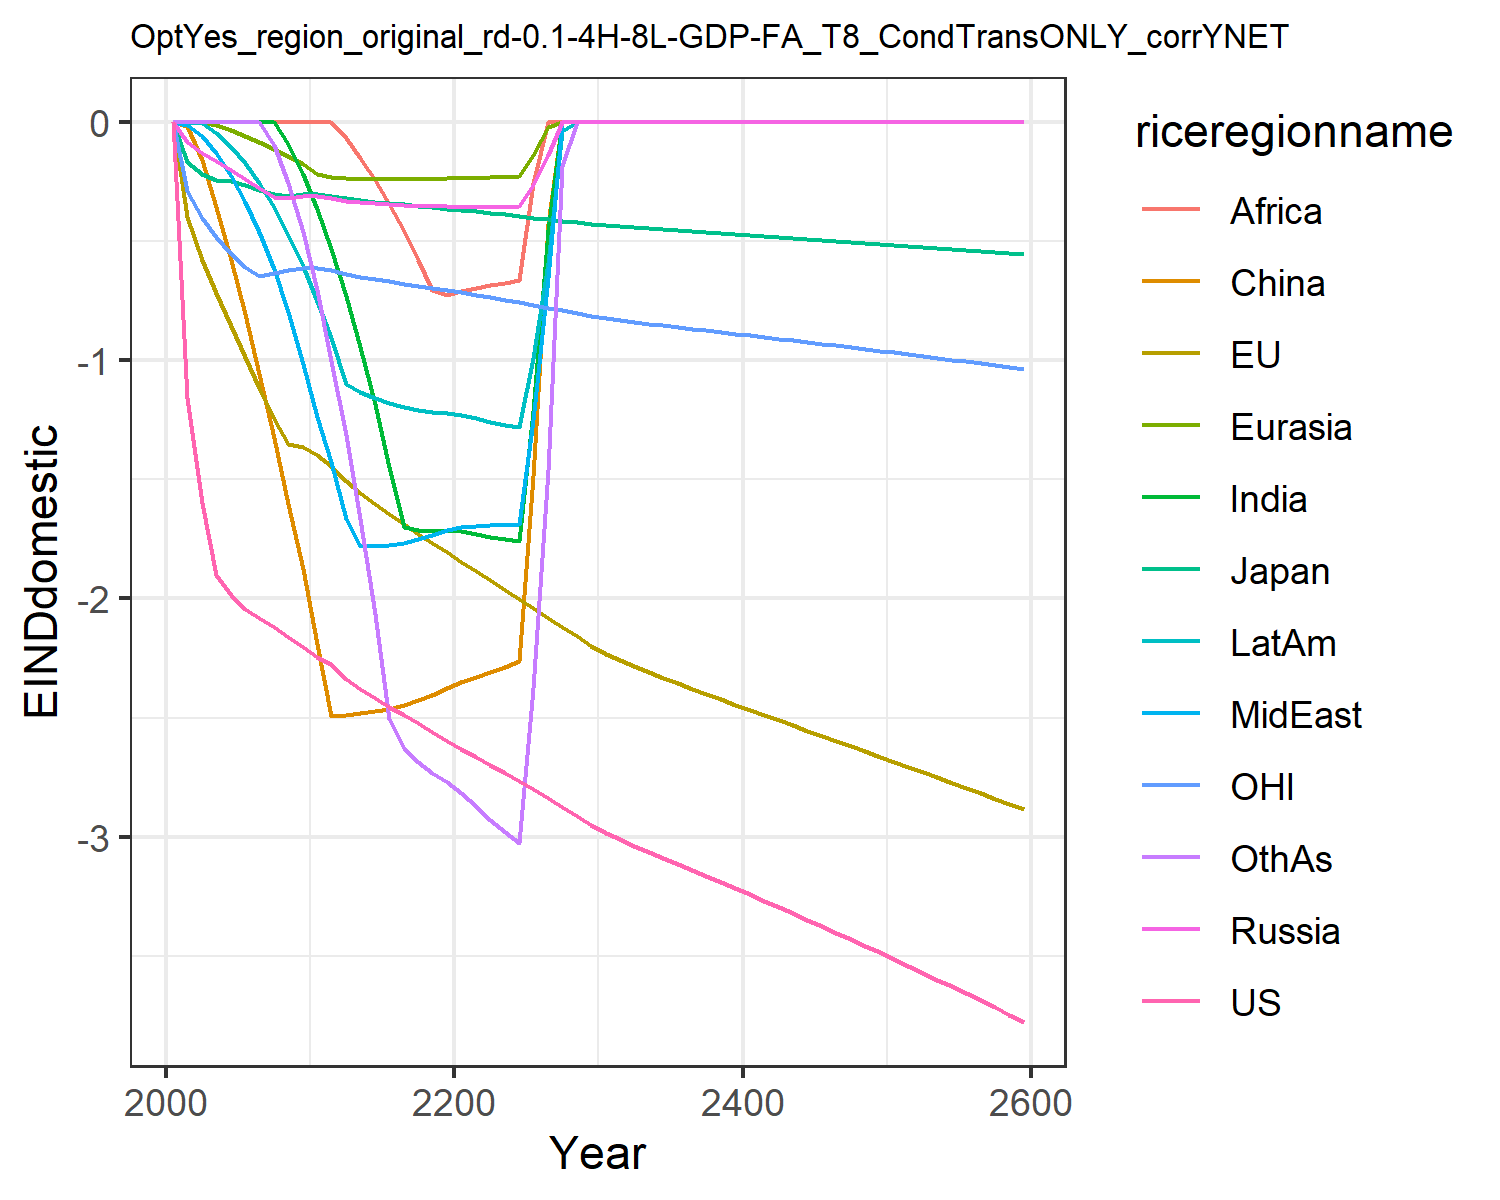 OptYes_region_original_rd-0.1-4H-8L-GDP-FA_T8_CondTransONLY_corrYNET
EINDdomestic
0
-1
-2
-3
2000
2200
2400
2600
Year
riceregionname
Africa
China
EU
Eurasia
India
Japan
LatAm
MidEast
OHI
OthAs
Russia
US